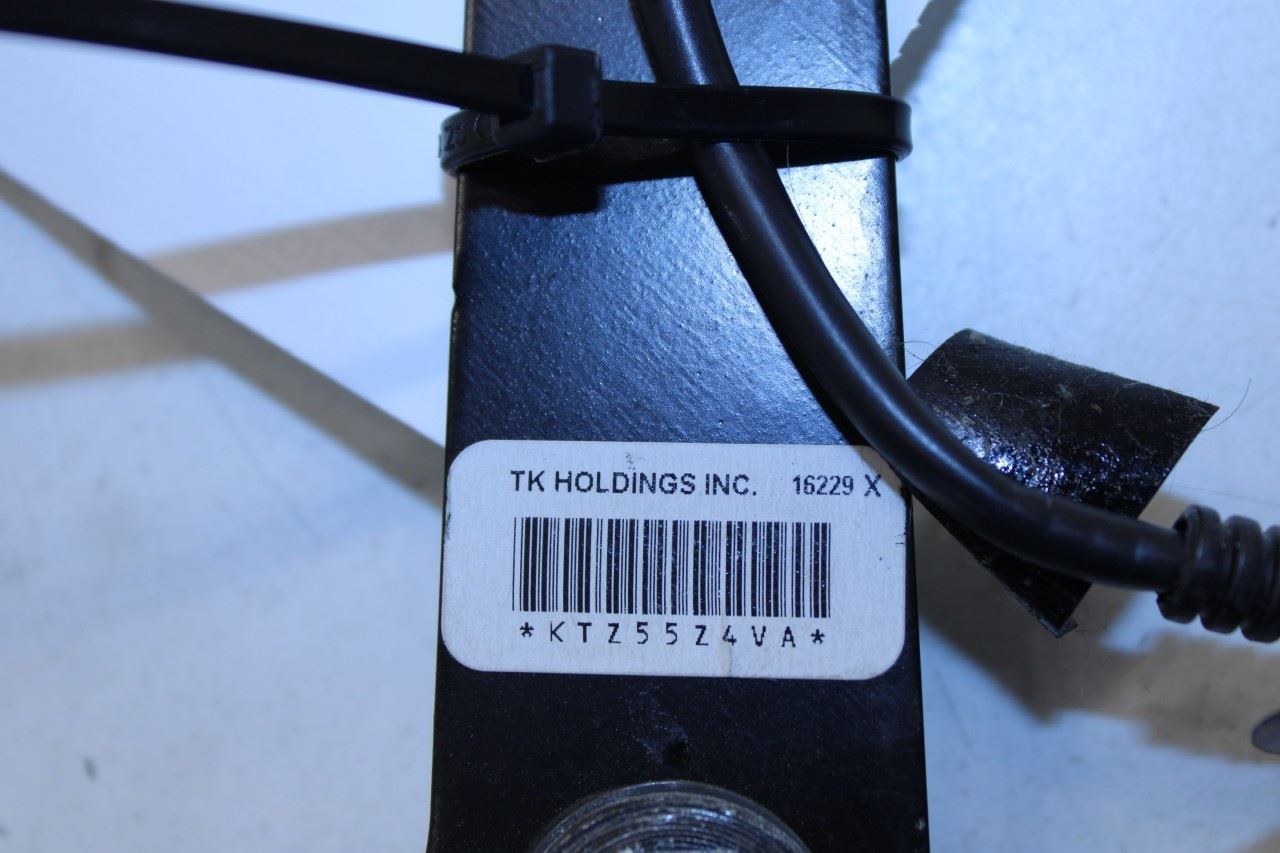 TK HOLDINGS INC. 16229 X
*KTZ55Z4VA*